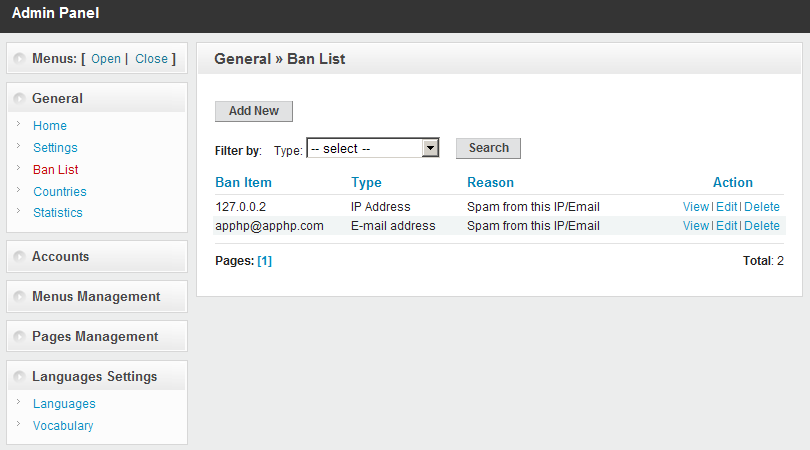 Admin Panel
Menus: [ Open | Close ]
General
Home
Settings
Ban List
Countries
Statistics
Accounts
Menus Management
Pages Management
Languages Settings
Languages
Vocabulary
General » Ban List
Add New
Filter by: Type: -- select -- Search
Ban Item Type Reason Action
127.0.0.2 IP Address Spam from this IP/Email View | Edit | Delete
apphp@apphp.com E-mail address Spam from this IP/Email View | Edit | Delete
Pages: [1] Total: 2